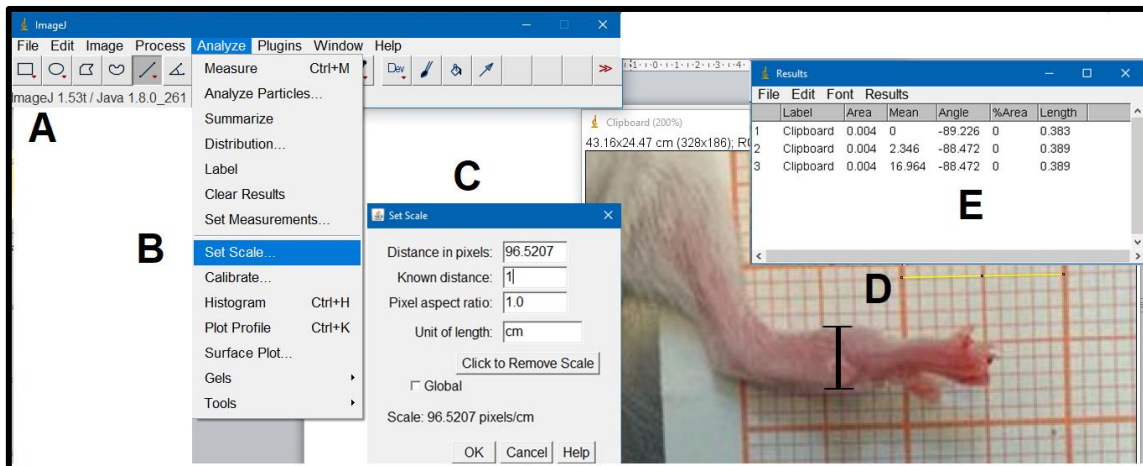 ImageJ
File Edit Image Process Analyze Plugins Window Help
Dev
ImageJ 1.53t / Java 1.8.0_261
A
Measure Ctrl+M
Analyze Particles...
Summarize
Distribution...
Label
Clear Results
Set Measurements...
Set Scale...
Calibrate...
Histogram Ctrl+H
Plot Profile Ctrl+K
Surface Plot...
Gels
Tools
B
C
Set Scale
Distance in pixels: 96.5207
Known distance: 1
Pixel aspect ratio: 1.0
Unit of length: cm
Click to Remove Scale
Global
Scale: 96.5207 pixels/cm
OK Cancel Help
Clipboard (200%)
43.16x24.47 cm (328x186);
D
Results
File Edit Font Results
Label Area Mean Angle %Area Length
1 Clipboard 0.004 0 -89.226 0 0.383
2 Clipboard 0.004 2.346 -88.472 0 0.389
3 Clipboard 0.004 16.964 -88.472 0 0.389
E